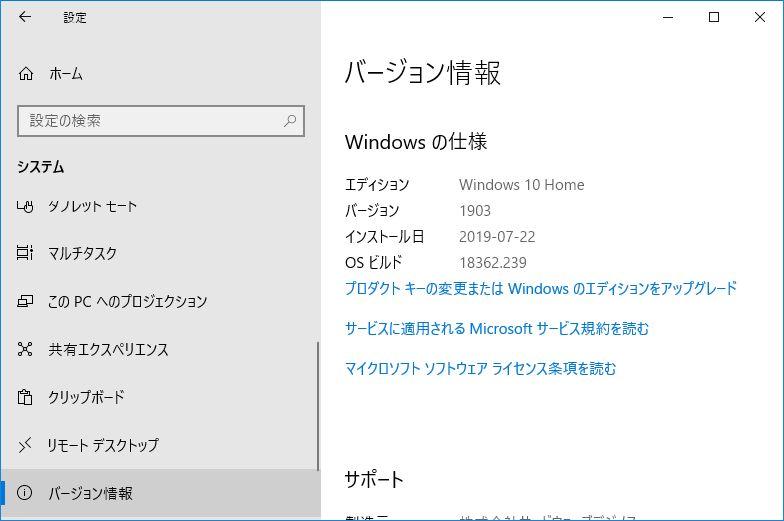 設定
ホーム
設定の検索
システム
タブレット モード
マルチタスク
この PC へのプロジェクション
共有エクスペリエンス
クリップボード
リモート デスクトップ
バージョン情報
バージョン情報
Windows の仕様
エディション Windows 10 Home
バージョン 1903
インストール日 2019-07-22
OS ビルド 18362.239
プロダクト キーの変更または Windows のエディションをアップグレード
サービスに適用される Microsoft サービス規約を読む
マイクロソフト ソフトウェア ライセンス条項を読む
サポート